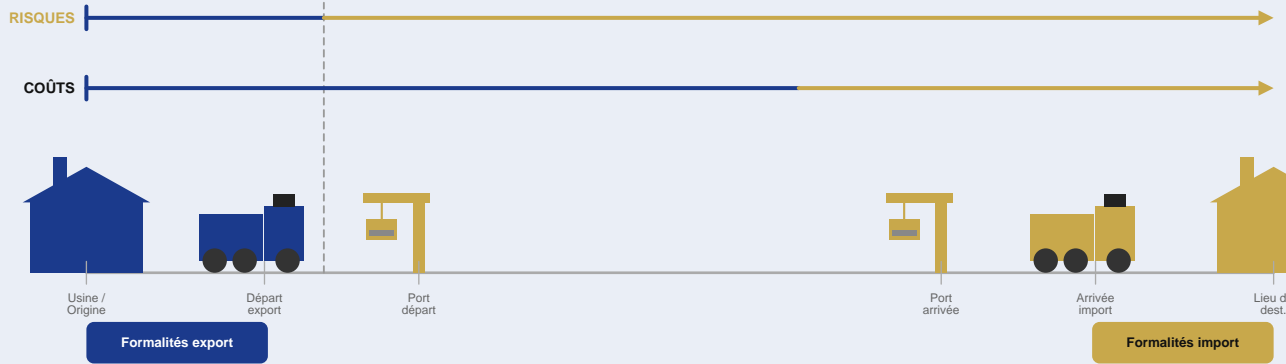 RISQUES
COÛTS
Usine /
Origine
Départ
export
Port
départ
Port
arrivée
Arrivée
import
Lieu d
dest.
Formalités export
Formalités import